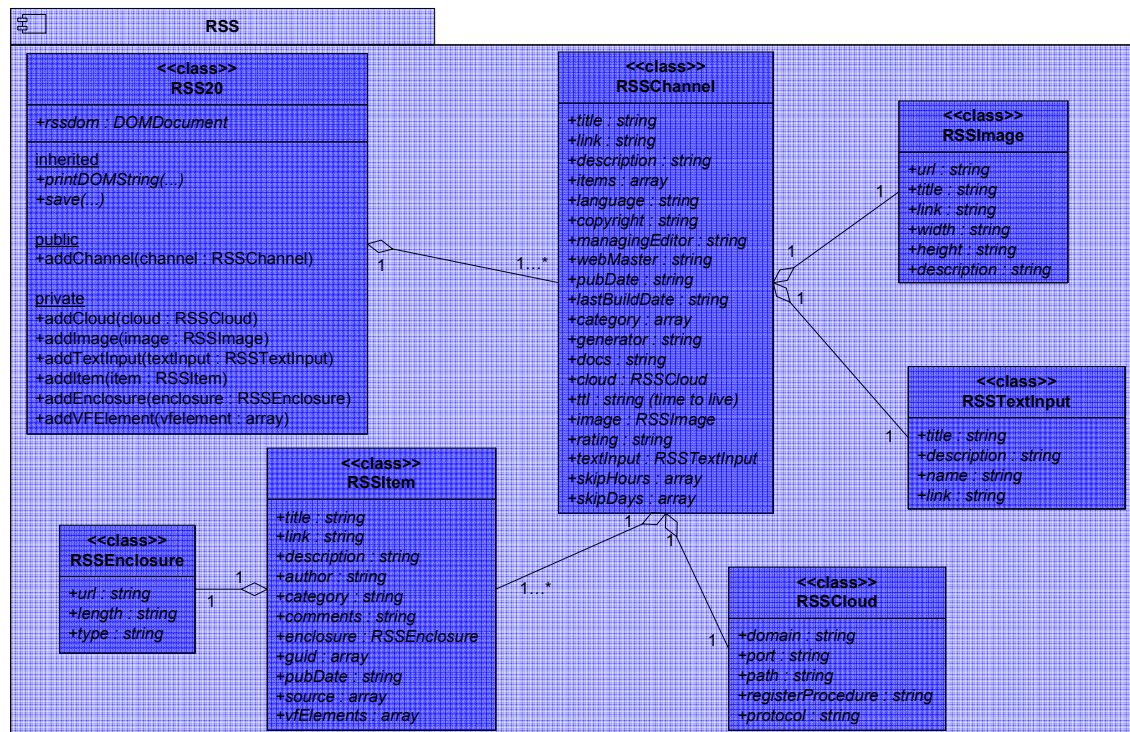 RSS
<<class>>
RSS20
+rssdom : DOMDocument
inherited
+printDOMString(...)
+save(...)
public
+addChannel(channel : RSSChannel)
private
+addCloud(cloud : RSSCloud)
+addImage(image : RSSImage)
+addTextInput(textInput : RSSTextInput)
+addItem(item : RSSItem)
+addEnclosure(enclosure : RSSEnclosure)
+addVFElement(vfelement : array)
1
1...*
<<class>>
RSSChannel
+title : string
+link : string
+description : string
+items : array
+language : string
+copyright : string
+managingEditor : string
+webMaster : string
+pubDate : string
+lastBuildDate : string
+category : array
+generator : string
+docs : string
+cloud : RSSCloud
+ttl : string (time to live)
+image : RSSImage
+rating : string
+textInput : RSSTextInput
+skipHours : array
+skipDays : array
1
1
<<class>>
RSSImage
+url : string
+title : string
+link : string
+width : string
+height : string
+description : string
1
1
<<class>>
RSSTextInput
+title : string
+description : string
+name : string
+link : string
<<class>>
RSSItem
+title : string
+link : string
+description : string
+author : string
+category : string
+comments : string
+enclosure : RSSEnclosure
+guid : array
+pubDate : string
+source : array
+vfElements : array
1
1...*
<<class>>
RSSEnclosure
+url : string
+length : string
+type : string
1
1
1
1
<<class>>
RSSCloud
+domain : string
+port : string
+path : string
+registerProcedure : string
+protocol : string